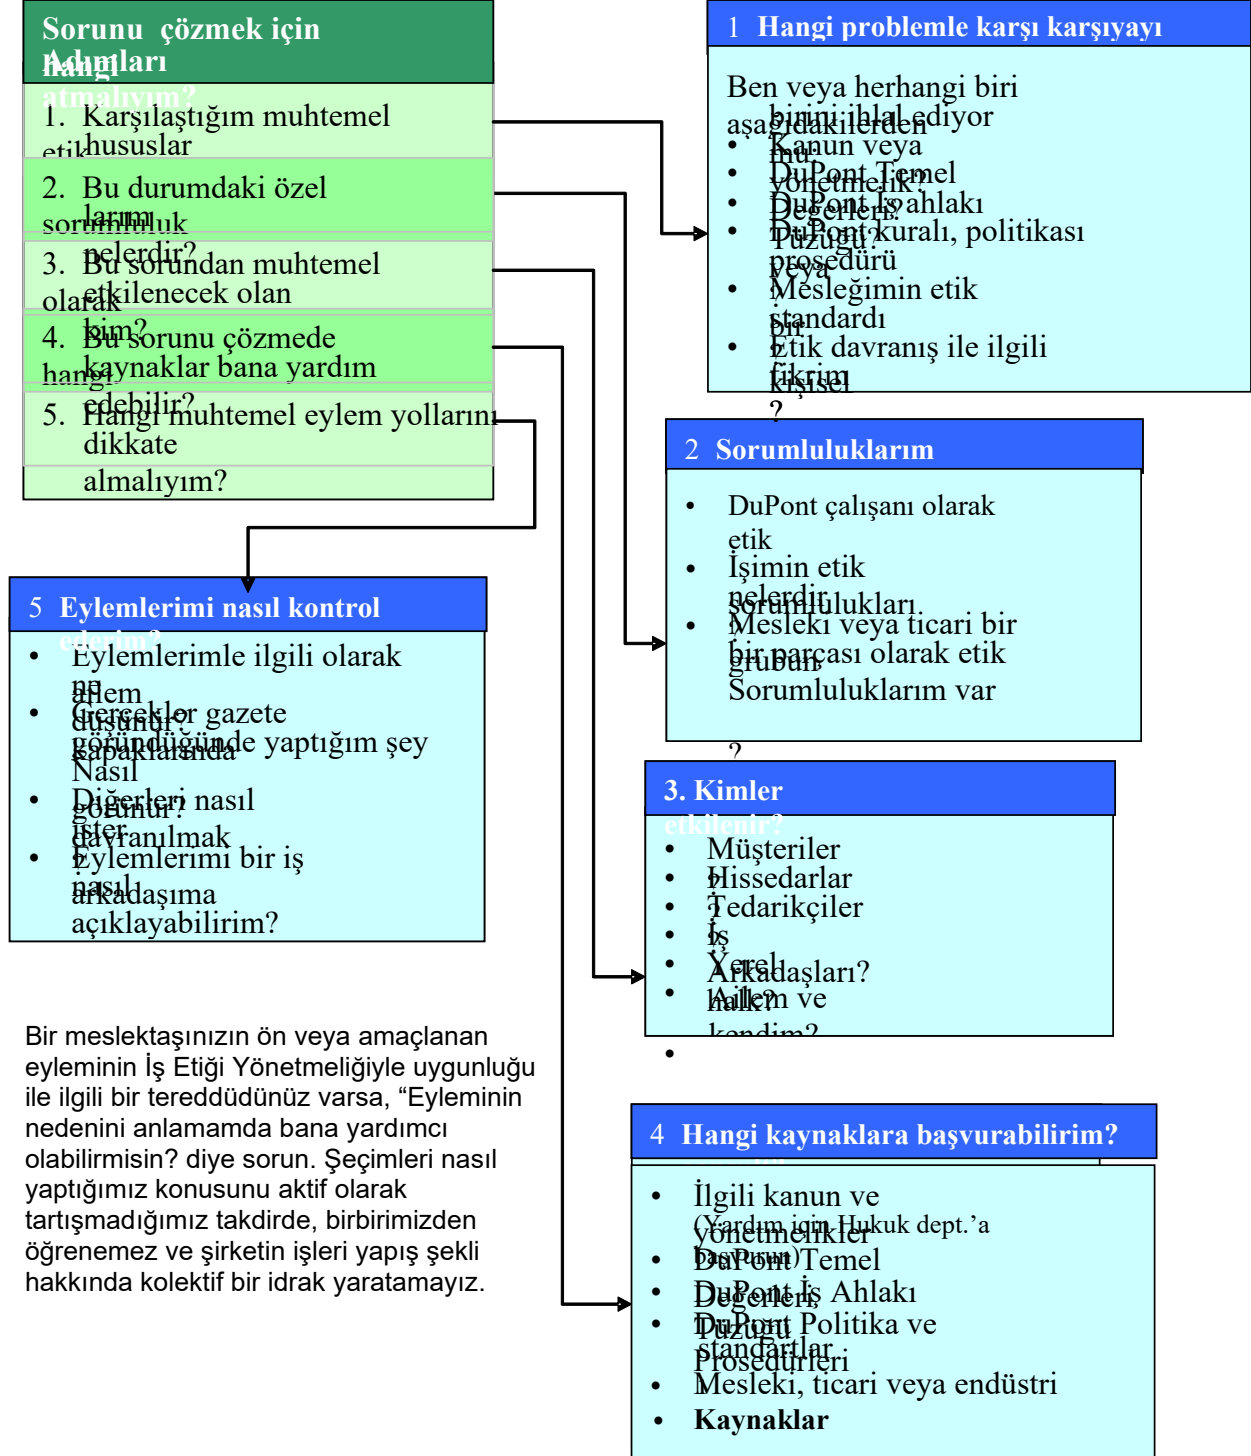 Sorunu çözmek için
hangi
Adımları
atmalıyım?
1. Karşılaştığım muhtemel
etik
hususlar
2. Bu durumdaki özel
sorumluluk
larım
nelerdir?
3. Bu sorundan muhtemel
olarak
etkilenecek olan
kim?
4. Bu sorunu çözmede
hangi
kaynaklar bana yardım
edebilir?
5. Hangi muhtemel eylem yollarını
dikkate
almalıyım?
1 Hangi problemle karşı karşıyayı
Ben veya herhangi biri
aşağıdakilerden
birini ihlal ediyor
mu:
• Kanun veya
yönetmelik?
• DuPont Temel
Değerleri?
• DuPont İş ahlakı
Tüzüğü?
• DuPont kuralı, politikası
veya
prosedürü
?
• Mesleğimin etik
standardı
?
• Etik davranış ile ilgili
bir
kişisel
fikrim
?
2 Sorumluluklarım
• DuPont çalışanı olarak
etik
• İşimin etik
sorumlulukları
nelerdir
?
• Mesleki veya ticari bir
grubun
bir parçası olarak etik
Sorumluluklarım var
?
5 Eylemlerimi nasıl kontrol
ederim?
• Eylemlerimle ilgili olarak
ailem
ne
düşünür?
• Gerçekler gazete
kapaklarında
göründüğünde yaptığım şey
Nasıl
görünür?
• Diğerleri nasıl
davranılmak
ister
?
• Eylemlerimi bir iş
arkadaşıma
nasıl
açıklayabilirim?
3. Kimler
etkilenir?
• Müşteriler
?
• Hissedarlar
?
• Tedarikçiler
?
• İş
Arkadaşları?
• Yerel
halk?
• Ailem ve
kendim?
•
Bir meslektaşınızın ön veya amaçlanan
eyleminin İş Etiği Yönetmeliğiyle uygunluğu
ile ilgili bir tereddüdünüz varsa, “Eyleminin
nedenini anlamamda bana yardımcı
olabilirmisin? diye sorun. Şeçimleri nasıl
yaptığımız konusunu aktif olarak
tartışmadığımız takdirde, birbirimizden
öğrenemez ve şirketin işleri yapış şekli
hakkında kolektif bir idrak yaratamayız.
4 Hangi kaynaklara başvurabilirim?
• İlgili kanun ve
yönetmelikler
(Yardım için Hukuk dept.’a
başvurun)
• DuPont Temel
Değerleri
• DuPont İş Ahlakı
Tüzüğü
• DuPont Politika ve
Prosedürleri
standartlar
• Mesleki, ticari veya endüstri
• Kaynaklar